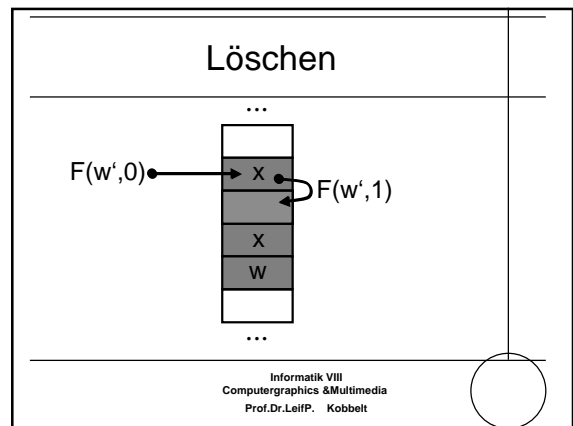 Löschen
...
F(w‘,0)
x
F(w‘,1)
x
w
...
Informatik VIII
Computergraphics &Multimedia
Prof.Dr.LeifP. Kobbelt